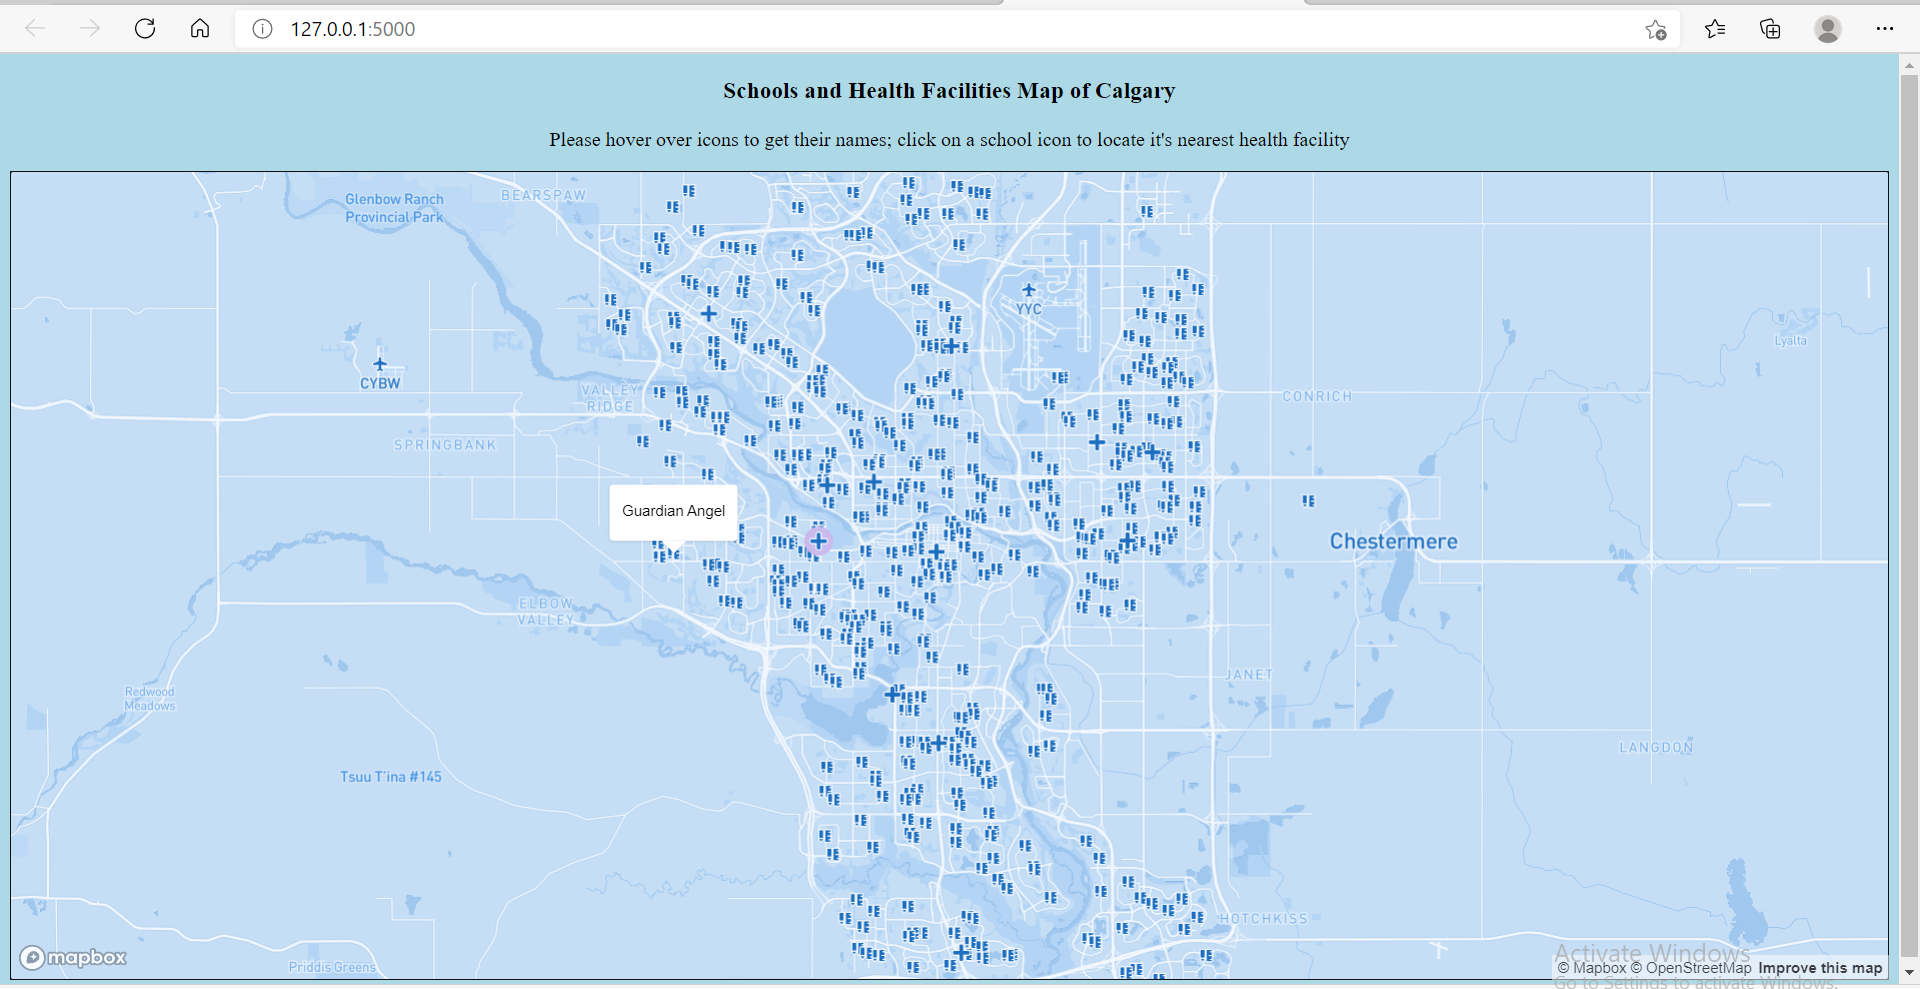 127.0.0.1:5000
Schools and Health Facilities Map of Calgary
Please hover over icons to get their names; click on a school icon to locate it's nearest health facility
Glenbow Ranch
Provincial Park
BEARSPAW
YYC
CYBW
Lyalta
VALLEY
RIDGE
CONRICH
SPRINGBANK
Guardian Angel
Chestermere
ELBOW
VALLEY
JANET
Redwood
Meadows
LANGDON
Tsuu T'ina #145
HOTCHKISS
mapbox
Priddis Greens
Activate Windows
© Mapbox © OpenStreetMap Improve this map
Go to Settings to activate Windows.